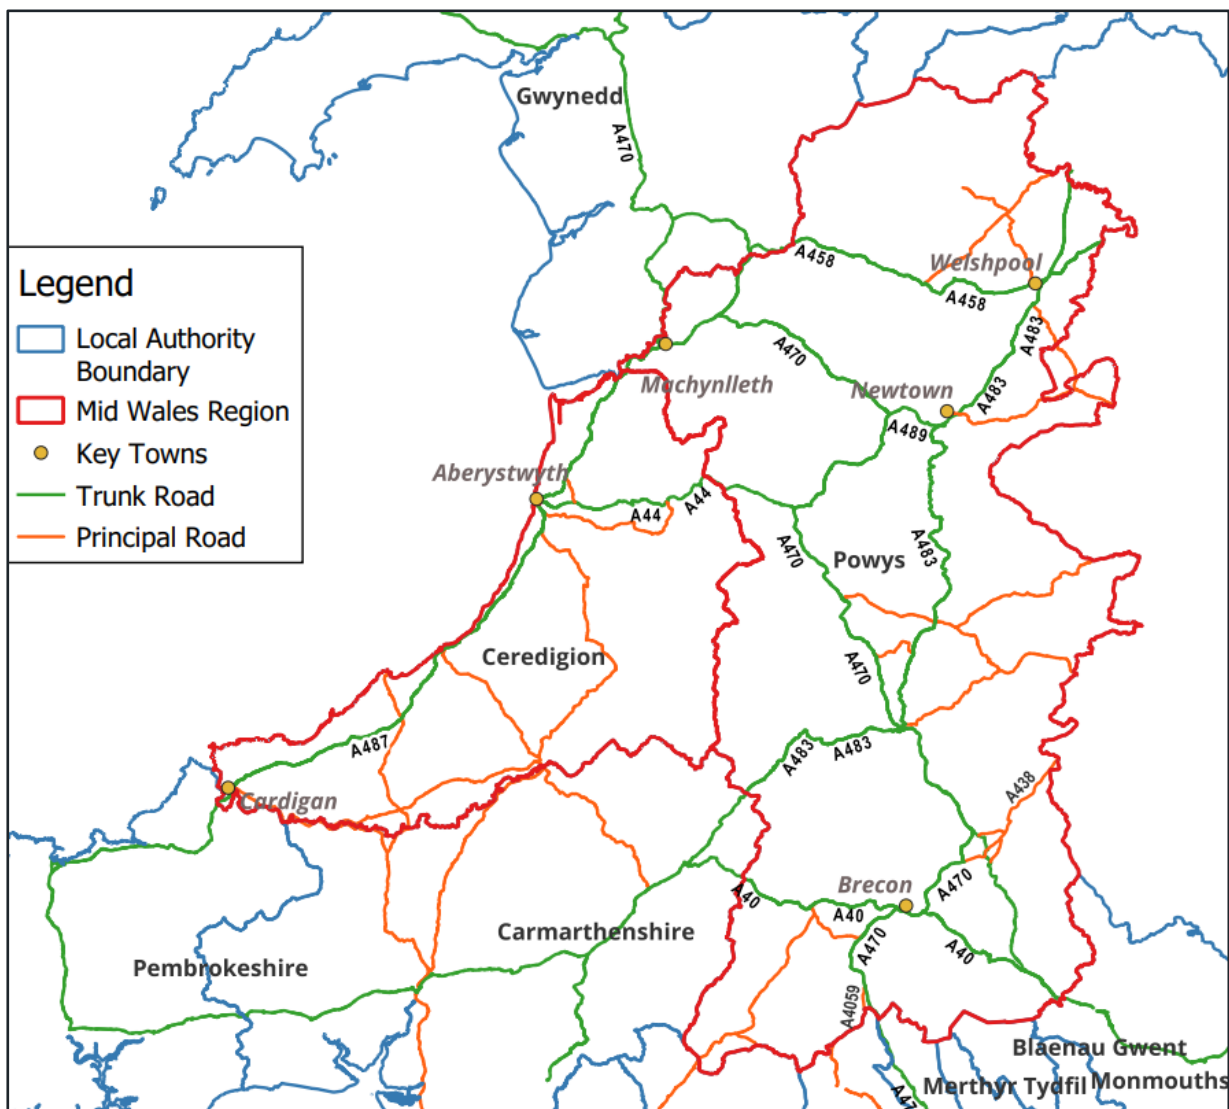 Gwynedd
A470
A458
Welshpool
A458
A483
Legend
Local Authority
Boundary
Mid Wales Region
Key Towns
Trunk Road
Principal Road
A470
Machynlleth
Newtown
A483
A489
Aberystwyth
A44
A44
A470
Powys
A483
Ceredigion
A470
A487
A483
A483
Cardigan
A438
Brecon
A470
A40
A40
Carmarthenshire
A470
A40
Pembrokeshire
A4059
Blaenau Gwent
Merthyr Tydfil
Monmouths
A47